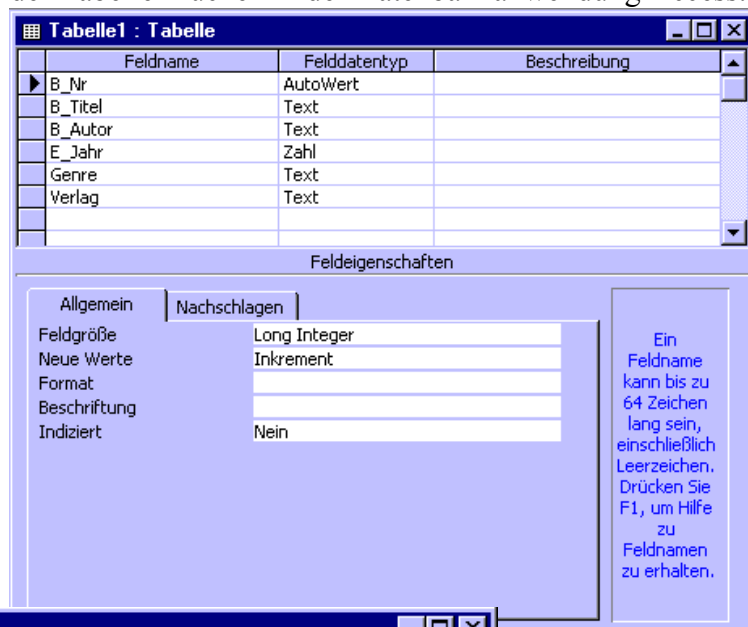 Tabelle1 : Tabelle
Feldname Felddatentyp Beschreibung
B_Nr AutoWert
B_Titel Text
B_Autor Text
E_Jahr Zahl
Genre Text
Verlag Text
Feldeigenschaften
Allgemein Nachschlagen
Feldgröße Long Integer
Neue Werte Inkrement
Format
Beschriftung
Indiziert Nein
Ein
Feldname
kann bis zu
64 Zeichen
lang sein,
einschließlich
Leerzeichen.
Drücken Sie
F1, um Hilfe
zu
Feldnamen
zu erhalten.